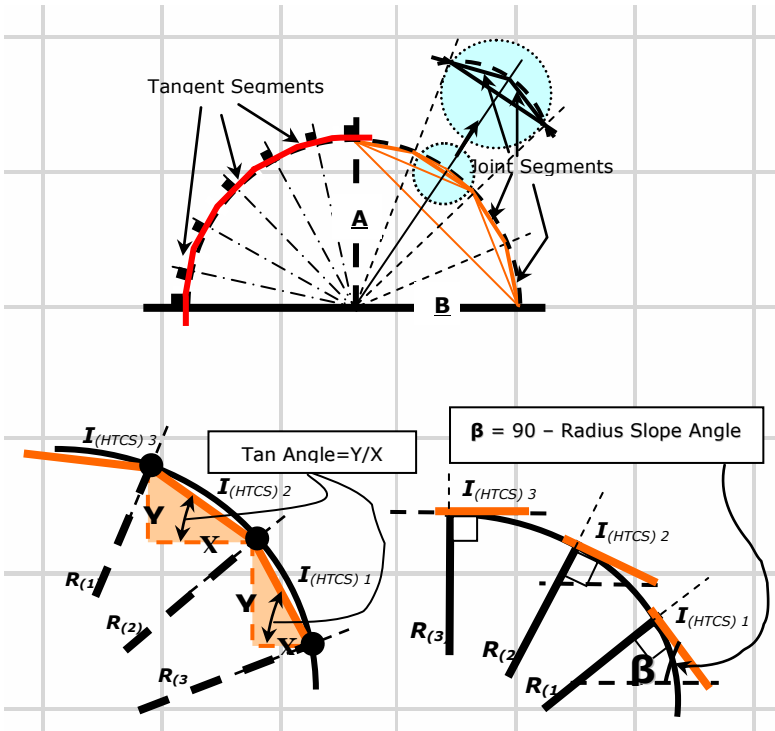 Tangent Segments
Joint Segments
A
B
I(HTCS) 3
Tan Angle=Y/X
I(HTCS) 2
I(HTCS) 1
Y
X
Y
X
R(1
R(2)
R(3
β = 90 – Radius Slope Angle
I(HTCS) 3
I(HTCS) 2
I(HTCS) 1
R(3
R(2
R(1
β